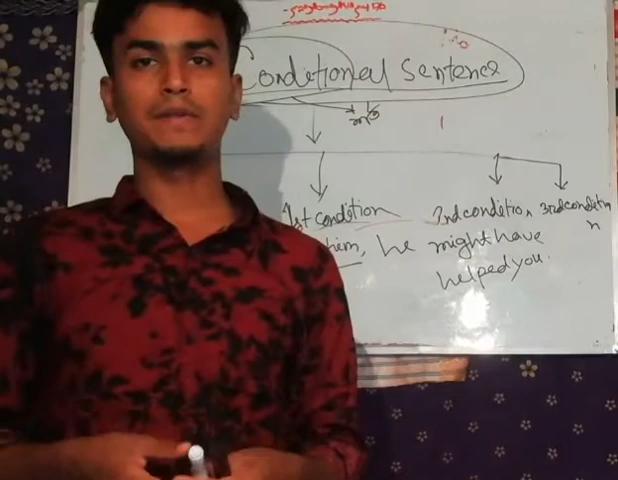 Conditional Sentence
1st condition 2nd condition 3rd condition
him, he might have
helped you.